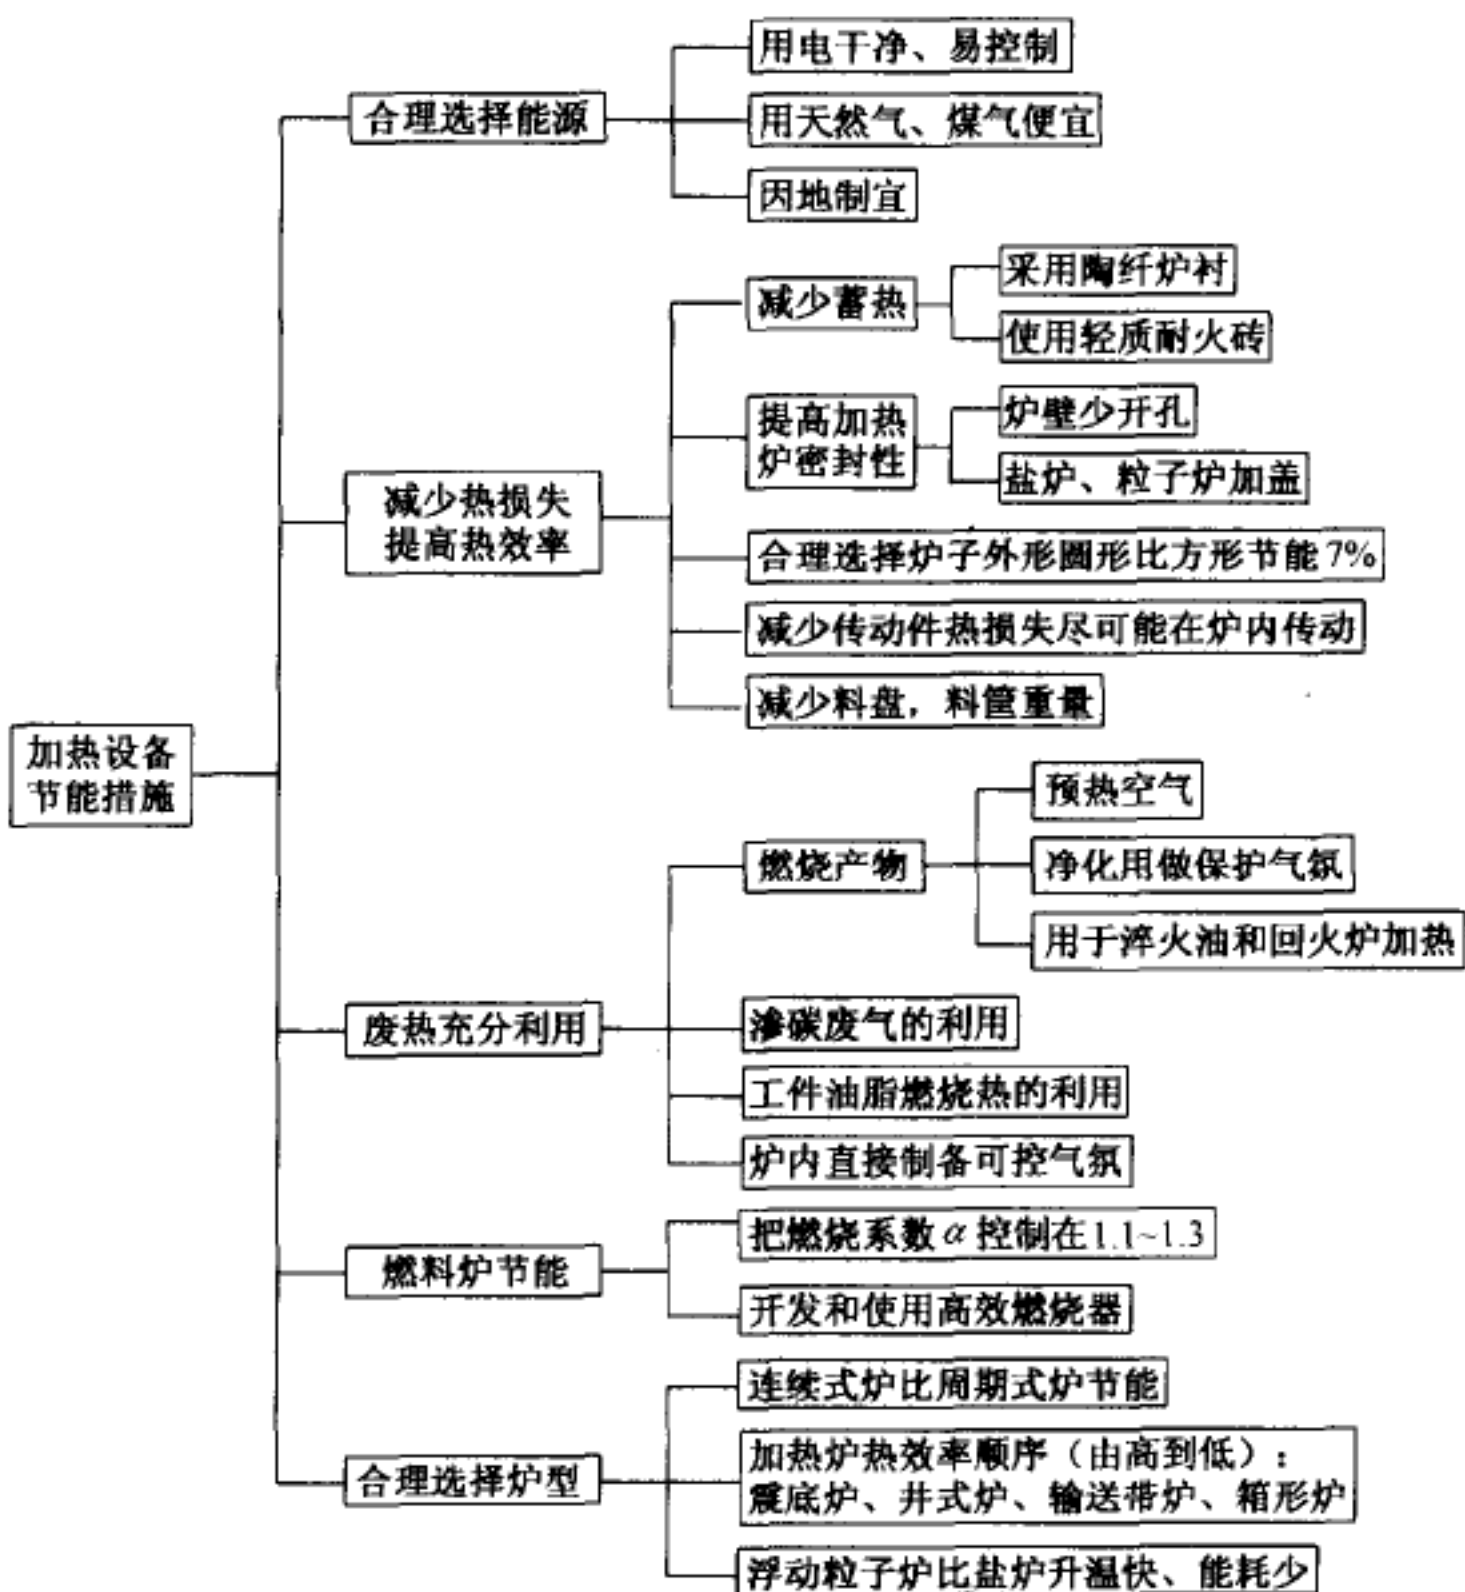 用电干净、易控制
合理选择能源
用天然气、煤气便宜
因地制宜
减少蓄热
采用陶纤炉衬
使用轻质耐火砖
提高加热
炉密封性
炉壁少开孔
盐炉、粒子炉加盖
减少热损失
提高热效率
合理选择炉子外形圆形比方形节能7%
减少传动件热损失尽可能在炉内传动
减少料盘，料筐重量
加热设备
节能措施
预热空气
燃烧产物
净化用做保护气氛
用于淬火油和回火炉加热
废热充分利用
渗碳废气的利用
工件油脂燃烧热的利用
炉内直接制备可控气氛
把燃烧系数α控制在1.1~1.3
燃料炉节能
开发和使用高效燃烧器
连续式炉比周期式炉节能
合理选择炉型
加热炉热效率顺序（由高到低）：
震底炉、井式炉、输送带炉、箱形炉
浮动粒子炉比盐炉升温快、能耗少